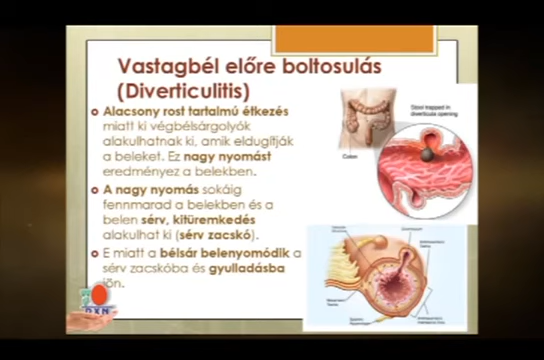 Vastagbél előre boltosulás
(Diverticulitis)
Alacsony rost tartalmú étkezés
miatt ki végbélsárgolyók
alakulhatnak ki, amik eldugítják
a beleket. Ez nagy nyomást
eredményez a belekben.
A nagy nyomás sokáig
fennmarad a belekben és a
belen sérv, kitüremkedés
alakulhat ki (sérv zacskó).
E miatt a bélsár belenyomódik a
sérv zacskóba és gyulladásba
jön.
Stool trapped in
diverticula opening
Colon
DXN